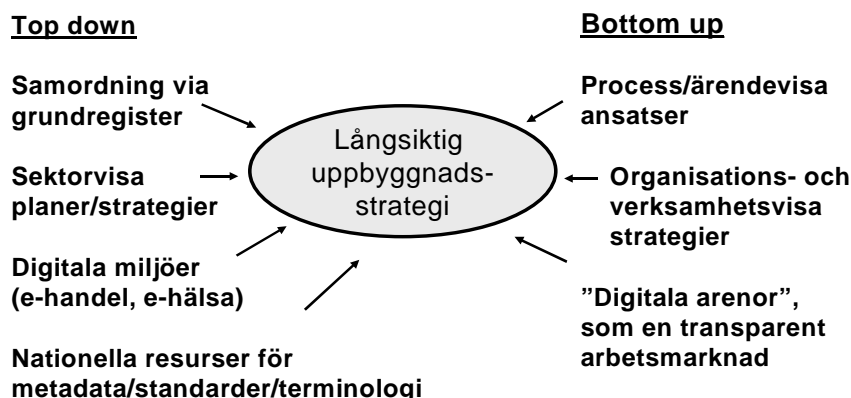 Top down
Samordning via
grundregister
Sektorvisa
planer/strategier
Digitala miljöer
(e-handel, e-hälsa)
Nationella resurser för
metadata/standarder/terminologi
Långsiktig
uppbyggnads-
strategi
Bottom up
Process/ärendevisa
ansatser
Organisations- och
verksamhetsvisa
strategier
”Digitala arenor”,
som en transparent
arbetsmarknad